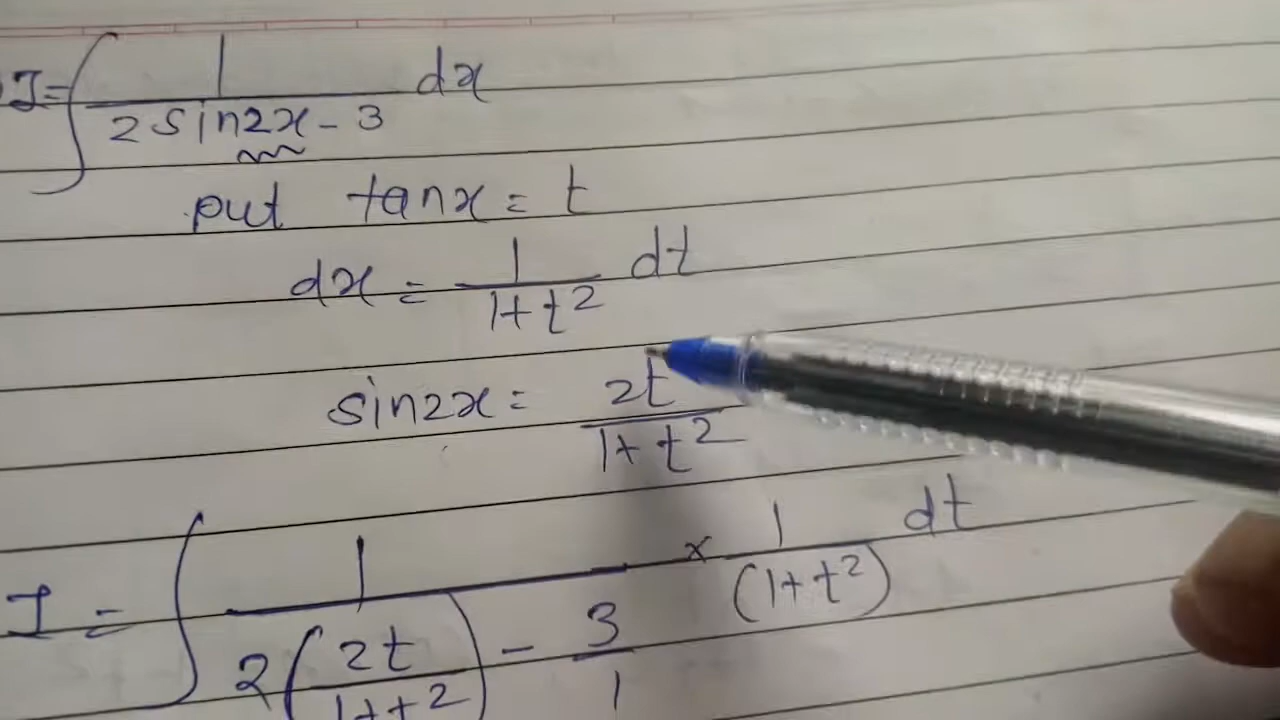 I = ∫ 1/(2 sin2x - 3) dx
put tanx = t
dx = 1/(1+t²) dt
sin2x = 2t/(1+t²)
I = ∫ 1/(2(2t/(1+t²)) - 3/1) × 1/(1+t²) dt